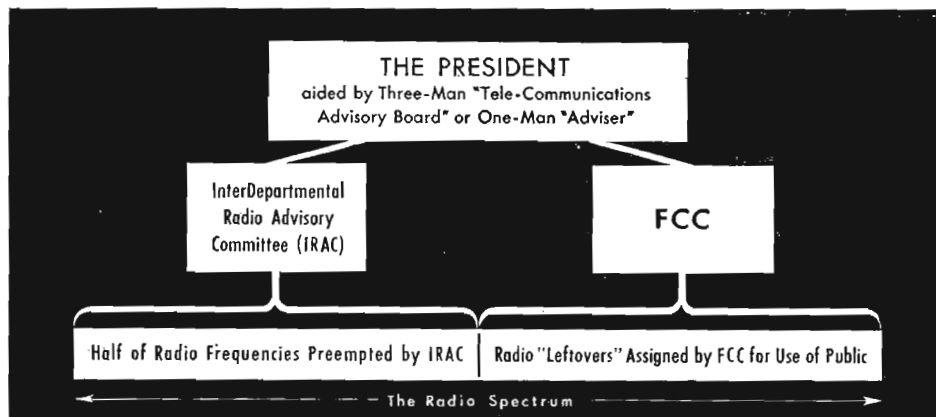 THE PRESIDENT
aided by Three-Man "Tele-Communications
Advisory Board" or One-Man "Adviser"
InterDepartmental
Radio Advisory
Committee (IRAC)
FCC
Half of Radio Frequencies Preempted by IRAC
Radio "Leftovers" Assigned by FCC for Use of Public
The Radio Spectrum